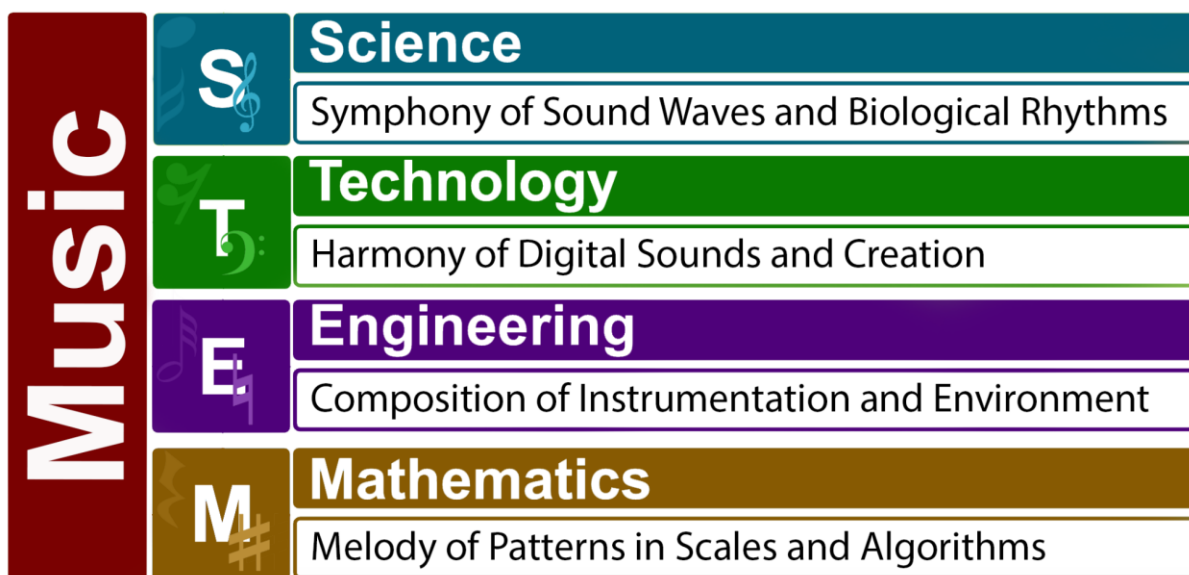 Music
S
Science
Symphony of Sound Waves and Biological Rhythms
T
Technology
Harmony of Digital Sounds and Creation
E
Engineering
Composition of Instrumentation and Environment
M
Mathematics
Melody of Patterns in Scales and Algorithms